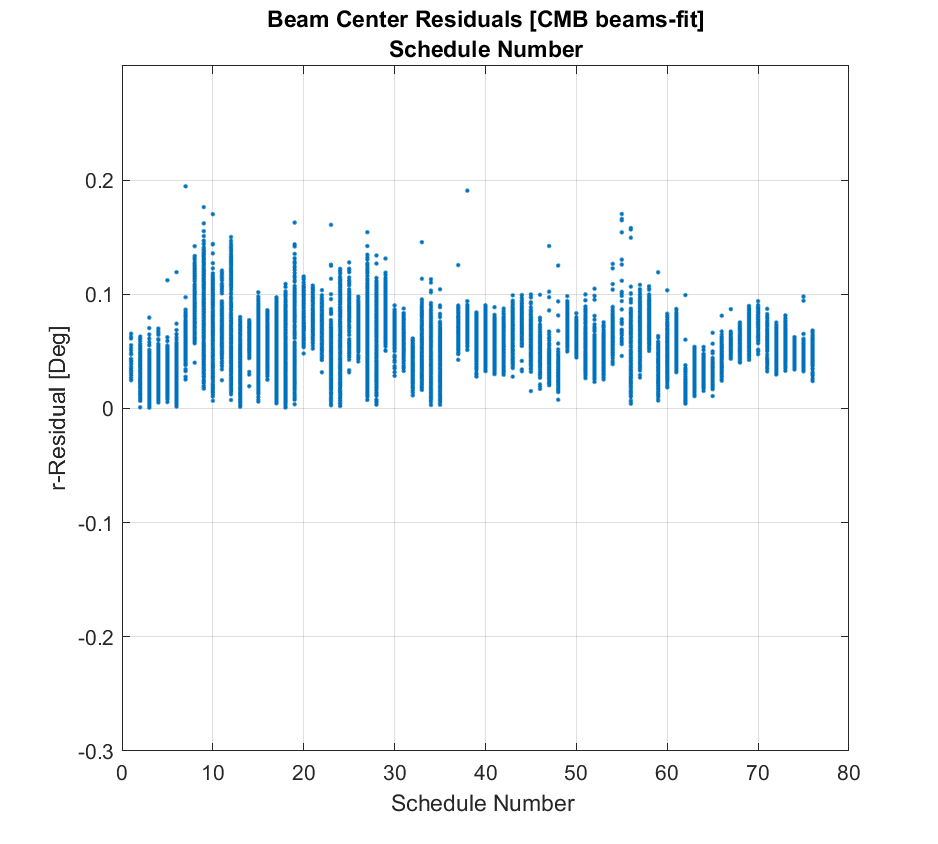 Beam Center Residuals [CMB beams-fit]
Schedule Number
0.2
0.1
0
-0.1
-0.2
-0.3
r-Residual [Deg]
0 10 20 30 40 50 60 70 80
Schedule Number